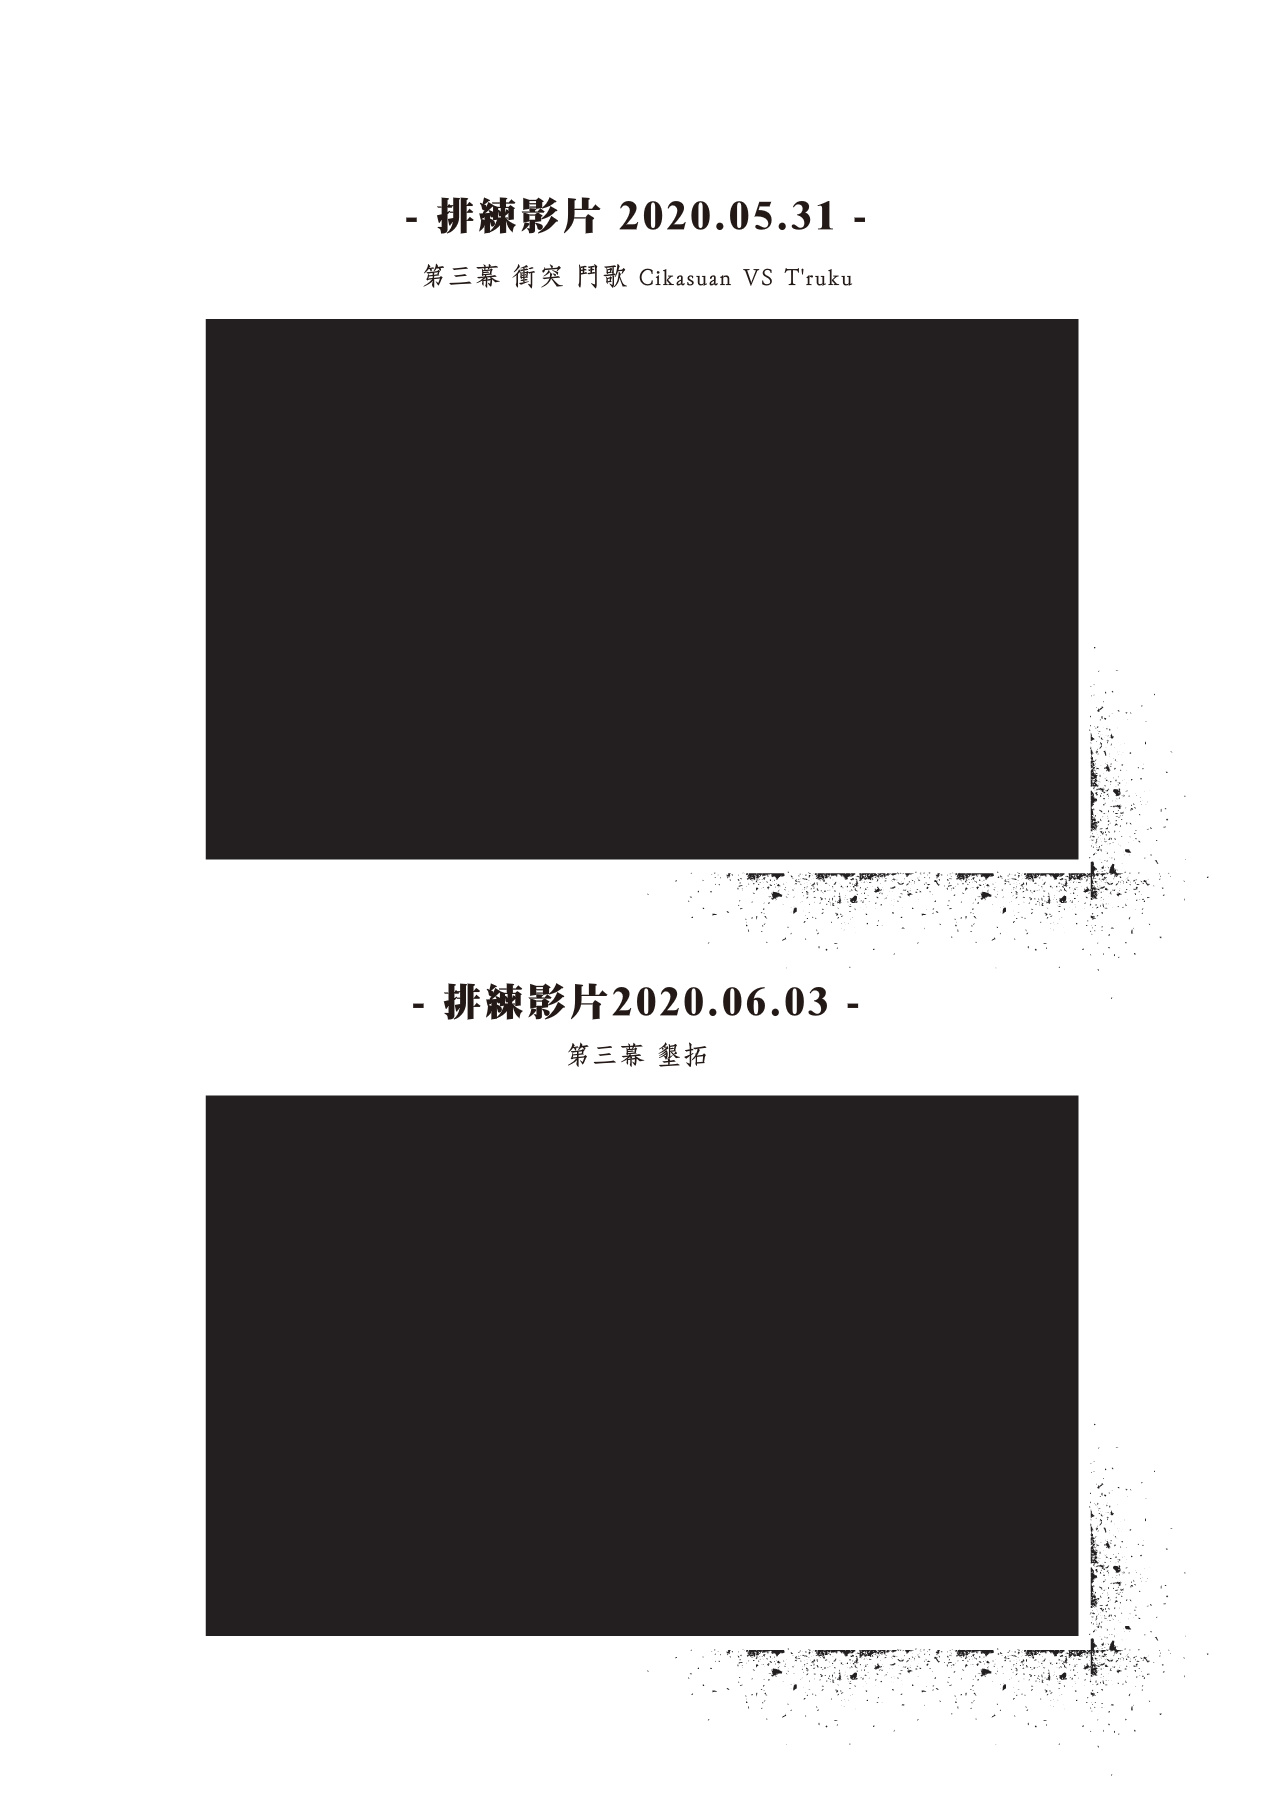 - 排練影片 2020.05.31 -
第三幕 衝突 鬥歌 Cikasuan VS T'ruku
- 排練影片2020.06.03 -
第三幕 墾拓